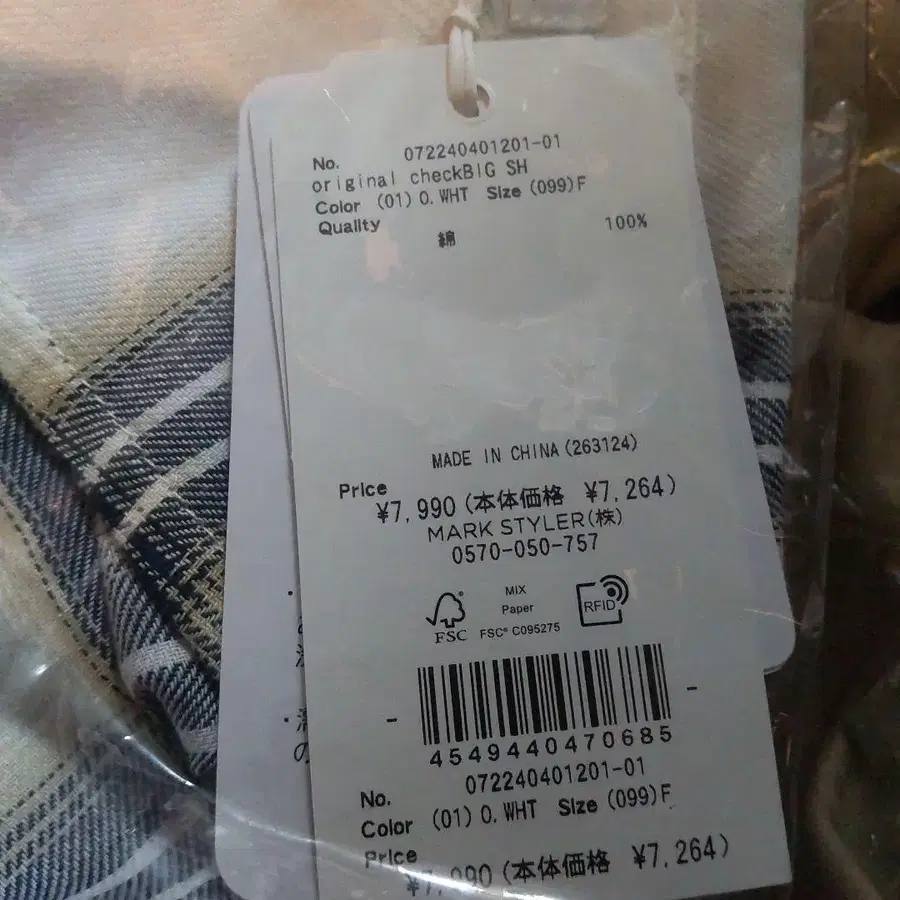 No. 072240401201-01
original checkBIG SH
Color (01)O.WHT Size (099)F
Quality
綿 100%
MADE IN CHINA(263124)
Price
¥7,990(本体価格 ¥7,264)
MARK STYLER(株)
0570-050-757
FSC
MIX
Paper
FSC® C095275
RFID
4549440470685
No. 072240401201-01
Color (01)O.WHT Size (099)F
Price
¥7,990(本体価格 ¥7,264)